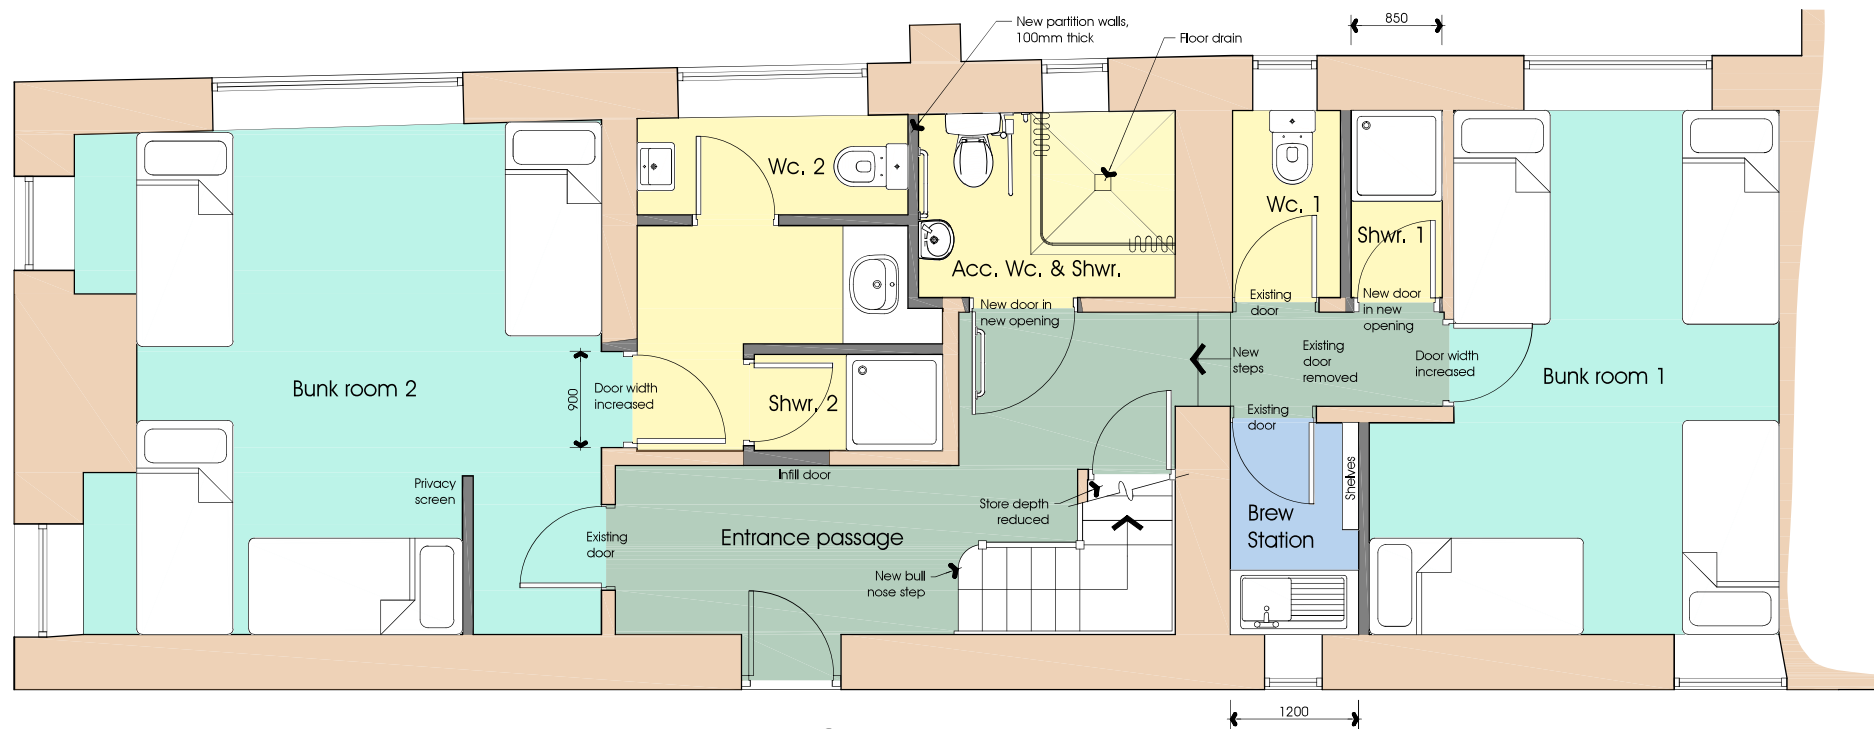 850
New partition walls,
100mm thick
Floor drain
Wc. 2
Wc. 1
Shwr. 1
Acc. Wc. & Shwr.
New door in
new opening
Existing
door
New door
in new
opening
New
steps
Existing
door
removed
Door width
increased
Bunk room 1
Bunk room 2
900
Door width
increased
Shwr. 2
Existing
door
Infill door
Privacy
screen
Shelves
Store depth
reduced
Brew
Station
Existing
door
Entrance passage
New bull
nose step
1200